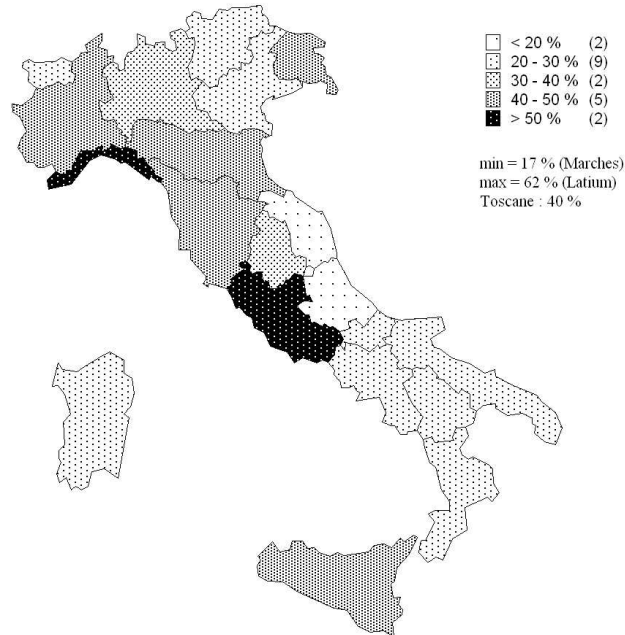 < 20 % (2)
20 - 30 % (9)
30 - 40 % (2)
40 - 50 % (5)
> 50 % (2)
min = 17 % (Marches)
max = 62 % (Latium)
Toscane : 40 %